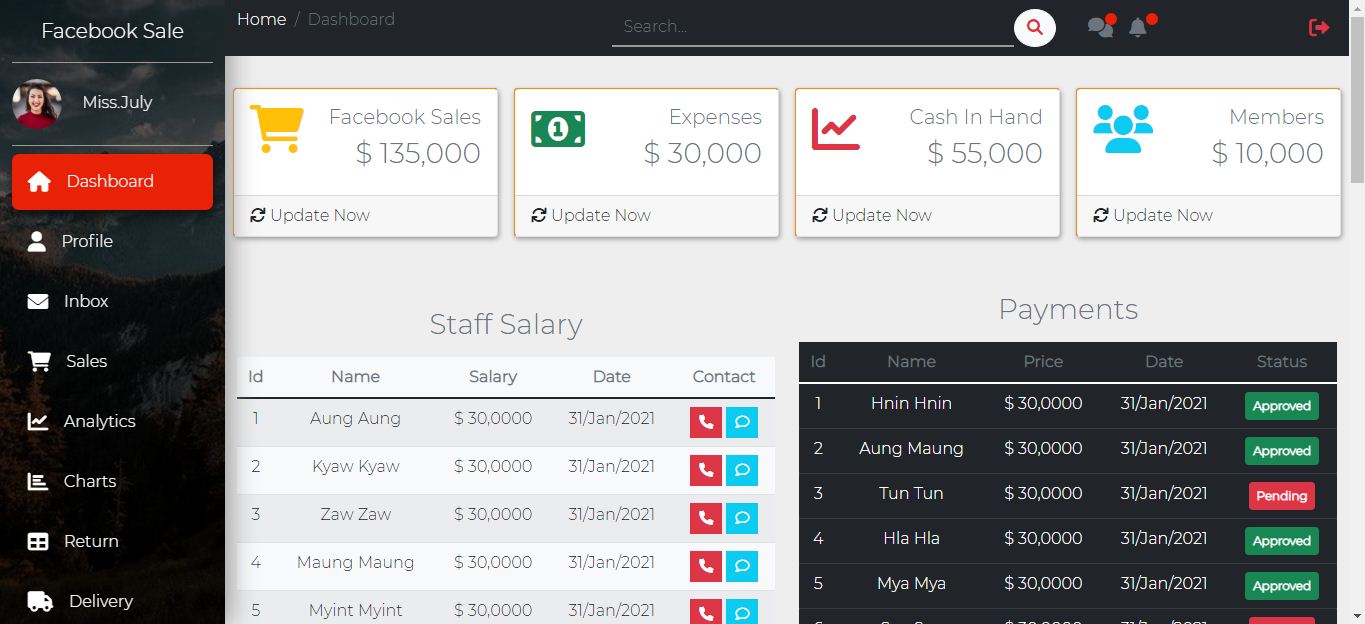 Facebook Sale
Miss.July
Dashboard
Profile
Inbox
Sales
Analytics
Charts
Return
Delivery
Home / Dashboard
Search...
Facebook Sales
$ 135,000
Update Now
Expenses
$ 30,000
Update Now
Cash In Hand
$ 55,000
Update Now
Members
$ 10,000
Update Now
Staff Salary
Id Name Salary Date Contact
1 Aung Aung $ 30,0000 31/Jan/2021
2 Kyaw Kyaw $ 30,0000 31/Jan/2021
3 Zaw Zaw $ 30,0000 31/Jan/2021
4 Maung Maung $ 30,0000 31/Jan/2021
5 Myint Myint $ 30,0000 31/Jan/2021
Payments
Id Name Price Date Status
1 Hnin Hnin $ 30,0000 31/Jan/2021 Approved
2 Aung Maung $ 30,0000 31/Jan/2021 Approved
3 Tun Tun $ 30,0000 31/Jan/2021 Pending
4 Hla Hla $ 30,0000 31/Jan/2021 Approved
5 Mya Mya $ 30,0000 31/Jan/2021 Approved